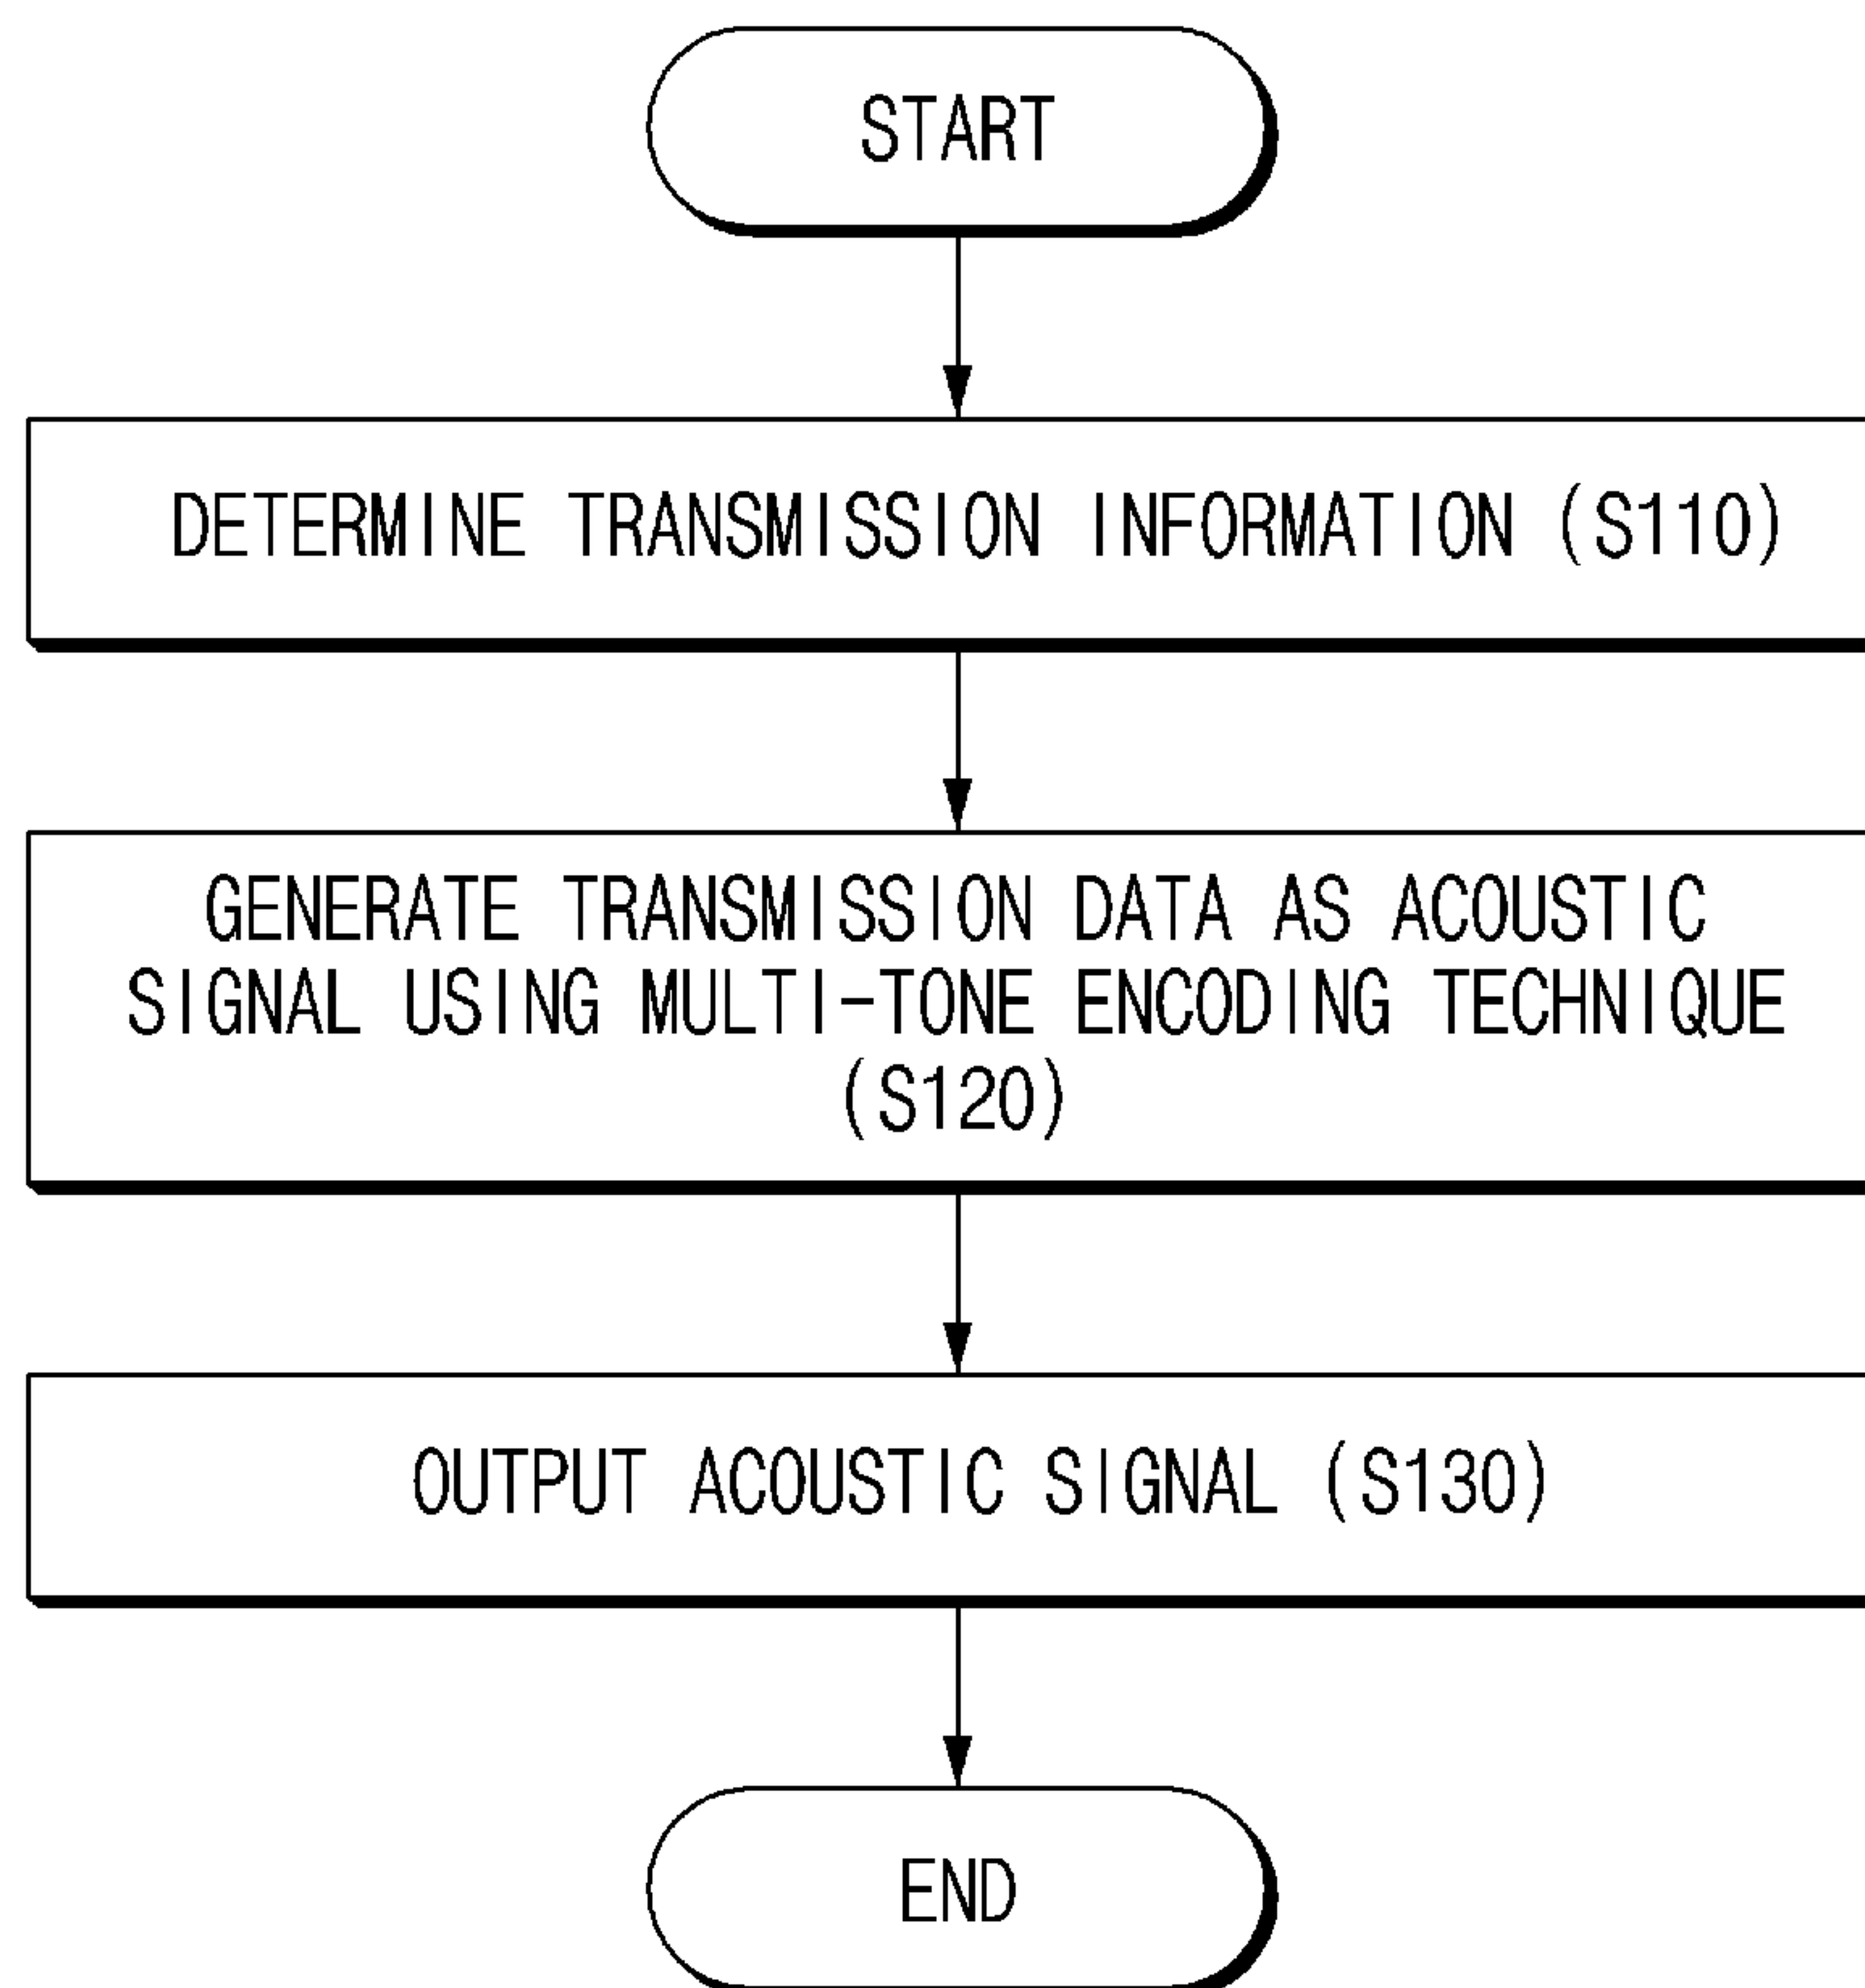 START
DETERMINE TRANSMISSION INFORMATION (S110)
GENERATE TRANSMISSION DATA AS ACOUSTIC
SIGNAL USING MULTI-TONE ENCODING TECHNIQUE
(S120)
OUTPUT ACOUSTIC SIGNAL (S130)
END